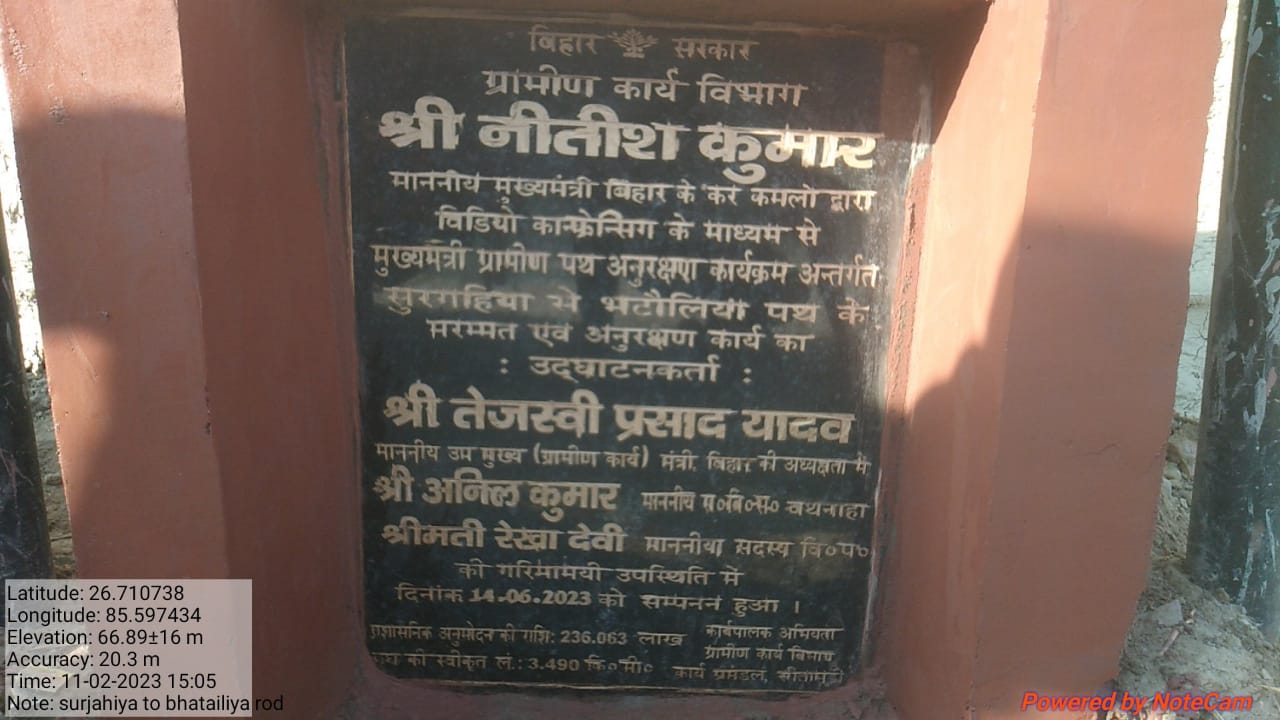 बिहार सरकार
ग्रामीण कार्य विभाग
श्री नीतीश कुमार
माननीय मुख्यमंत्री बिहार के कर कमलो द्वारा
विडियो कान्फ्रेन्सिग के माध्यम से
मुख्यमंत्री ग्रामीण पथ अनुरक्षण कार्यक्रम अन्तर्गत
सुरगहिया से भटौलिया पथ के
मरम्मत एवं अनुरक्षण कार्य का
: उद्घाटनकर्ता :
श्री तेजस्वी प्रसाद यादव
माननीय उप मुख्य (ग्रामीण कार्य) मंत्री, बिहार की अध्यक्षता में
श्री अनिल कुमार माननीय स०वि०स० बथनाहा
श्रीमती रेखा देवी माननीया सदस्य वि०प०
की गरिमामयी उपस्थिति में
दिनांक 14.06.2023 को सम्पनन हुआ ।
प्रशासनिक अनुमोदन की राशि: 236.063 लाख
पथ की स्वीकृत लं.: 3.490 कि०मी०
कार्यपालक अभियंता
ग्रामीण कार्य विभाग
कार्य प्रमंडल, सीतामढ़ी
Latitude: 26.710738
Longitude: 85.597434
Elevation: 66.89±16 m
Accuracy: 20.3 m
Time: 11-02-2023 15:05
Note: surjahiya to bhatailiya rod
Powered by NoteCam